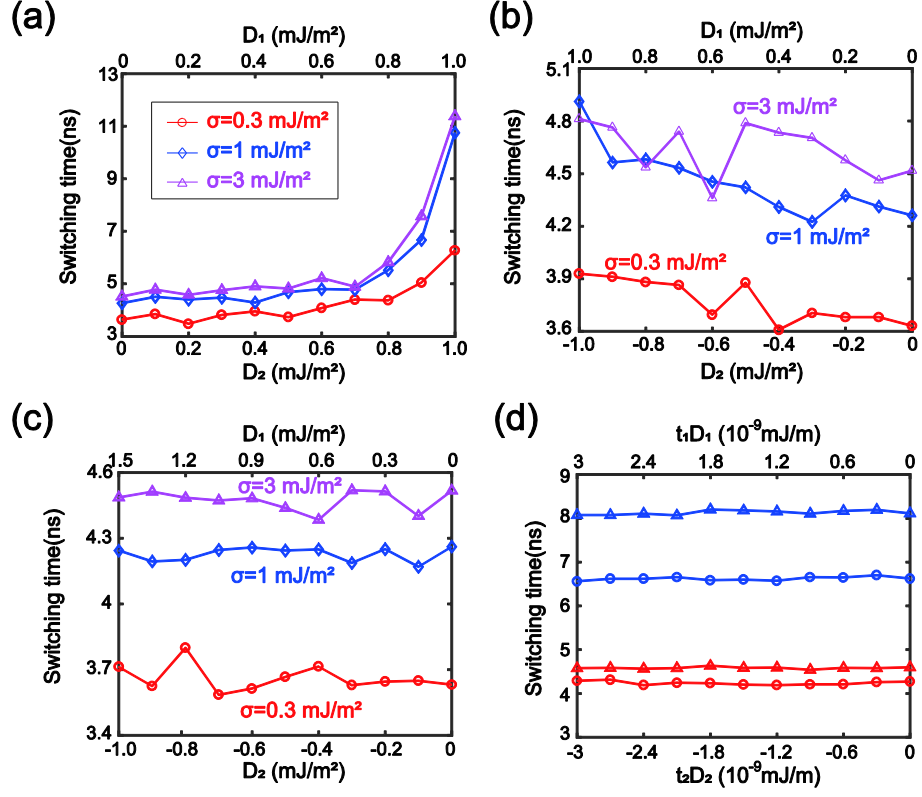 (a)
D₁ (mJ/m²)
0 0.2 0.4 0.6 0.8 1.0
13
11
9
7
5
3
Switching time(ns)
σ=0.3 mJ/m²
σ=1 mJ/m²
σ=3 mJ/m²
0 0.2 0.4 0.6 0.8 1.0
D₂ (mJ/m²)
(b)
D₁ (mJ/m²)
1.0 0.8 0.6 0.4 0.2 0
5.1
4.8
4.5
4.2
3.9
3.6
Switching time(ns)
σ=3 mJ/m²
σ=1 mJ/m²
σ=0.3 mJ/m²
-1.0 -0.8 -0.6 -0.4 -0.2 0
D₂ (mJ/m²)
(c)
D₁ (mJ/m²)
1.5 1.2 0.9 0.6 0.3 0
4.6
4.3
4
3.7
3.4
Switching time(ns)
σ=3 mJ/m²
σ=1 mJ/m²
σ=0.3 mJ/m²
-1.0 -0.8 -0.6 -0.4 -0.2 0
D₂ (mJ/m²)
(d)
t₁D₁ (10⁻⁹mJ/m)
3 2.4 1.8 1.2 0.6 0
9
8
7
6
5
4
3
Switching time(ns)
-3 -2.4 -1.8 -1.2 -0.6 0
t₂D₂ (10⁻⁹mJ/m)